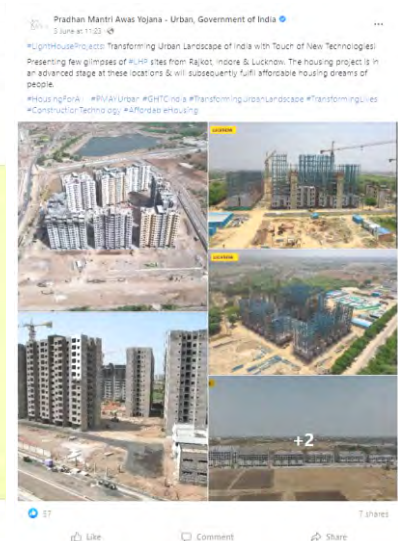 Pradhan Mantri Awas Yojana - Urban, Government of India
3 June at 11:23
#LightHouseProjects: Transforming Urban Landscape of India with Touch of New Technologies!
Presenting few glimpses of #LHP sites from Rajkot, Indore & Lucknow. The housing project is in
an advanced stage at these locations & will subsequently fulfil affordable housing dreams of
people.
#HousingForAll #PMAYUrban #GHTCIndia #TransformingUrbanLandscape #TransformingLives
#ConstructionTechnology #AffordableHousing
LUCKNOW
LUCKNOW
+2
57
7 shares
Like Comment Share